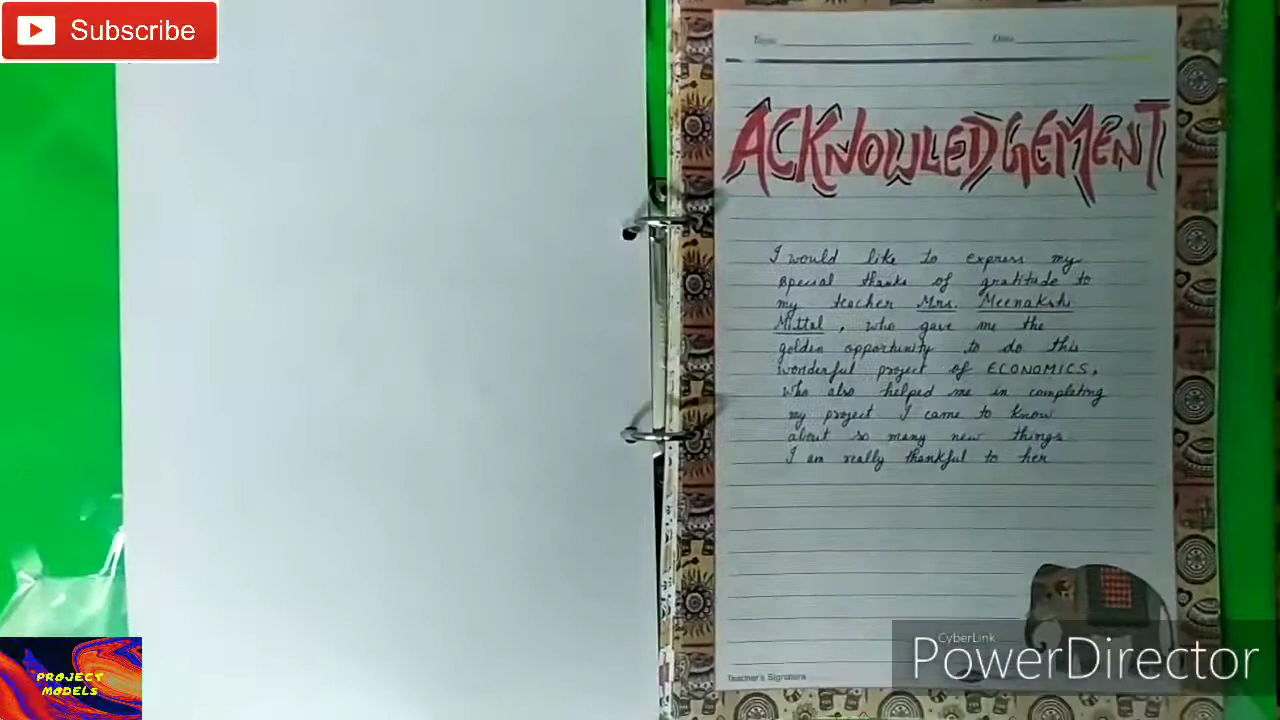 Subscribe
Date
ACKNOWLEDGEMENT
I would like to express my
special thanks of gratitude to
my teacher Mrs. Meenakshi
Mittal, who gave me the
golden opportunity to do this
wonderful project of ECONOMICS.
Who also helped me in completing
my project I came to know
about so many new things
I am really thankful to her
Teacher's Signature
PROJECT
MODELS
CyberLink
PowerDirector